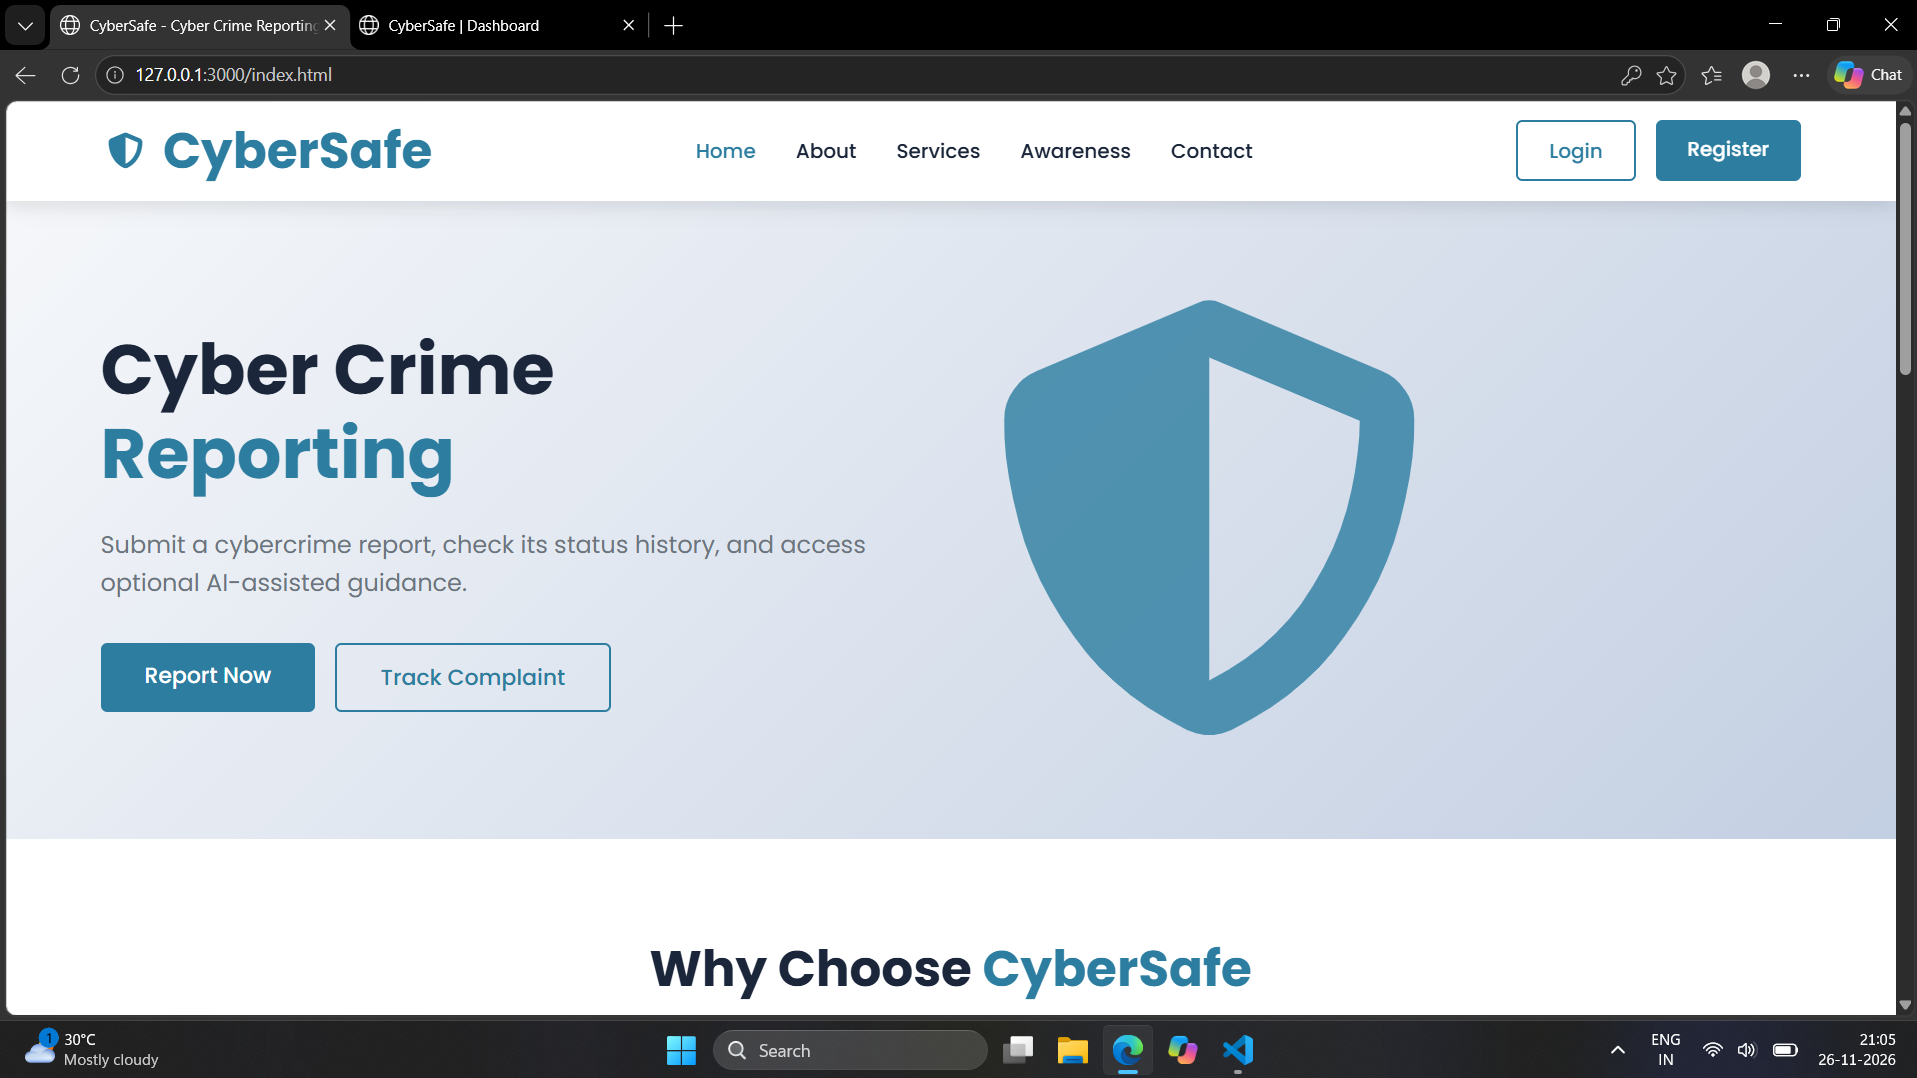 CyberSafe - Cyber Crime Reporting
CyberSafe | Dashboard
127.0.0.1:3000/index.html
Chat
CyberSafe
Home
About
Services
Awareness
Contact
Login
Register
Cyber Crime
Reporting
Submit a cybercrime report, check its status history, and access
optional AI-assisted guidance.
Report Now
Track Complaint
Why Choose CyberSafe
1
30°C
Mostly cloudy
Search
ENG
IN
21:05
26-11-2026